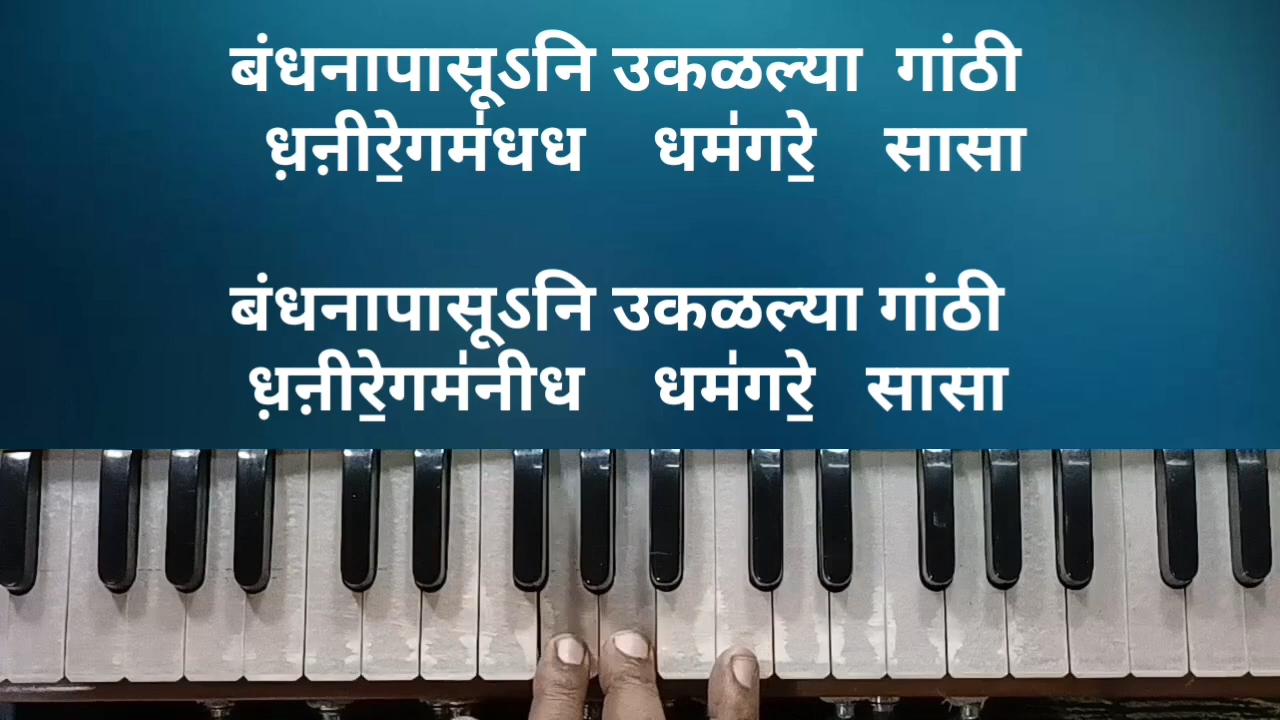 बंधनापासूऽनि उकळल्या गांठी
ध़ऩीरे॒गम॑धध धम॑गरे॒ सासा
बंधनापासूऽनि उकळल्या गांठी
ध़ऩीरे॒गम॑नीध धम॑गरे॒ सासा